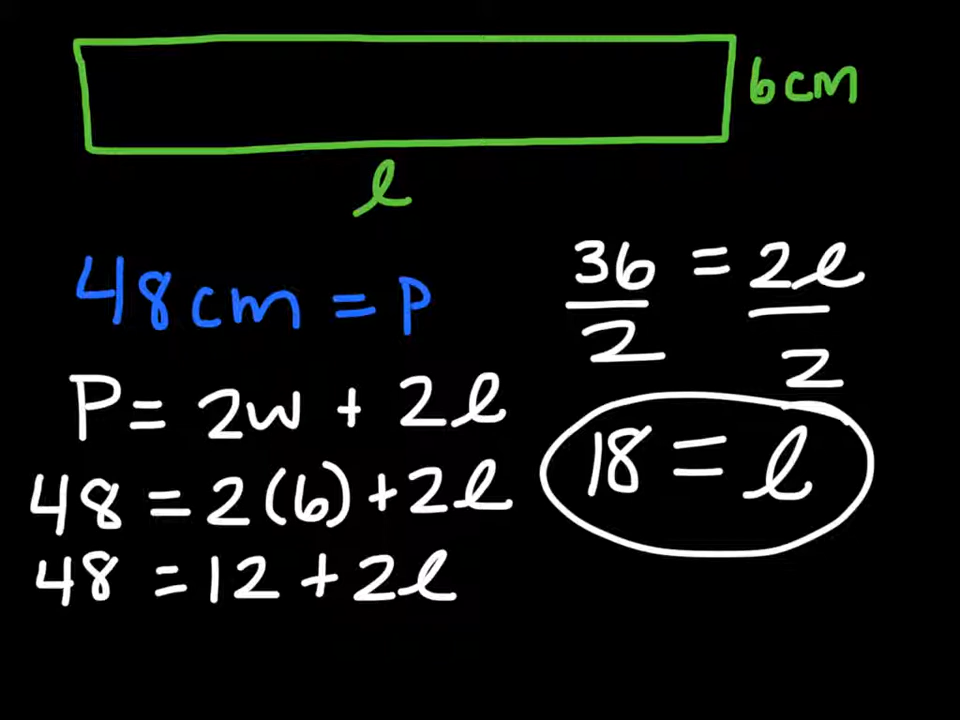 6cm
l
48cm = P
P = 2w + 2l
48 = 2(6) + 2l
48 = 12 + 2l
36 = 2l
2 2
18 = l